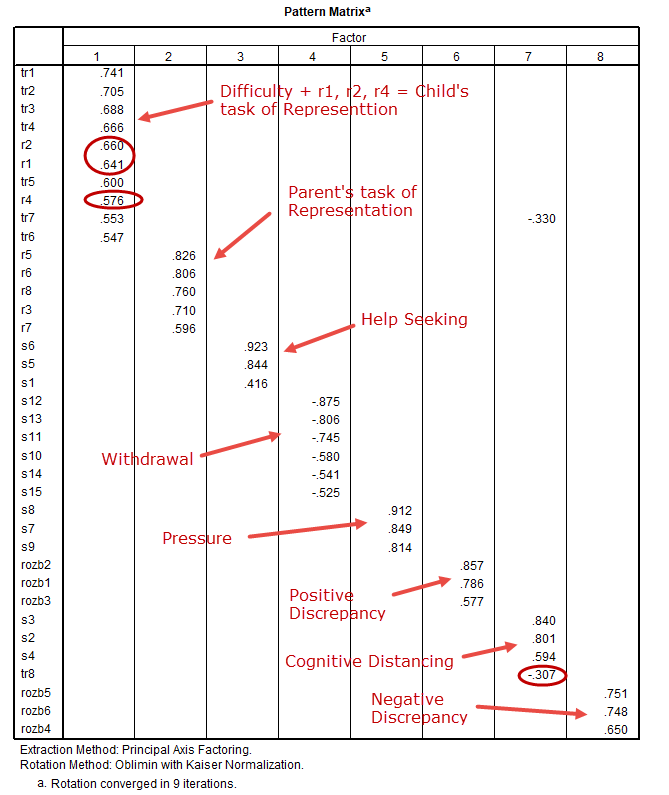 Pattern Matrixa
Factor
1 2 3 4 5 6 7 8
tr1 .741
tr2 .705
Difficulty + r1, r2, r4 = Child's
tr3 .688
task of Representtion
tr4 .666
r2 .660
r1 .641
tr5 .600
Parent's task of
r4 .576
Representation
tr7 .553 -.330
tr6 .547
r5 .826
r6 .806
r8 .760
r3 .710
r7 .596
Help Seeking
s6 .923
s5 .844
s1 .416
s12 -.875
s13 -.806
s11 -.745
Withdrawal
s10 -.580
s14 -.541
s15 -.525
s8 .912
s7 .849
Pressure
s9 .814
rozb2 .857
rozb1 .786
Positive
rozb3 .577
Discrepancy
s3 .840
s2 .801
Cognitive Distancing
s4 .594
tr8 -.307
rozb5 .751
Negative
rozb6 .748
Discrepancy
rozb4 .650
Extraction Method: Principal Axis Factoring.
Rotation Method: Oblimin with Kaiser Normalization.
a. Rotation converged in 9 iterations.